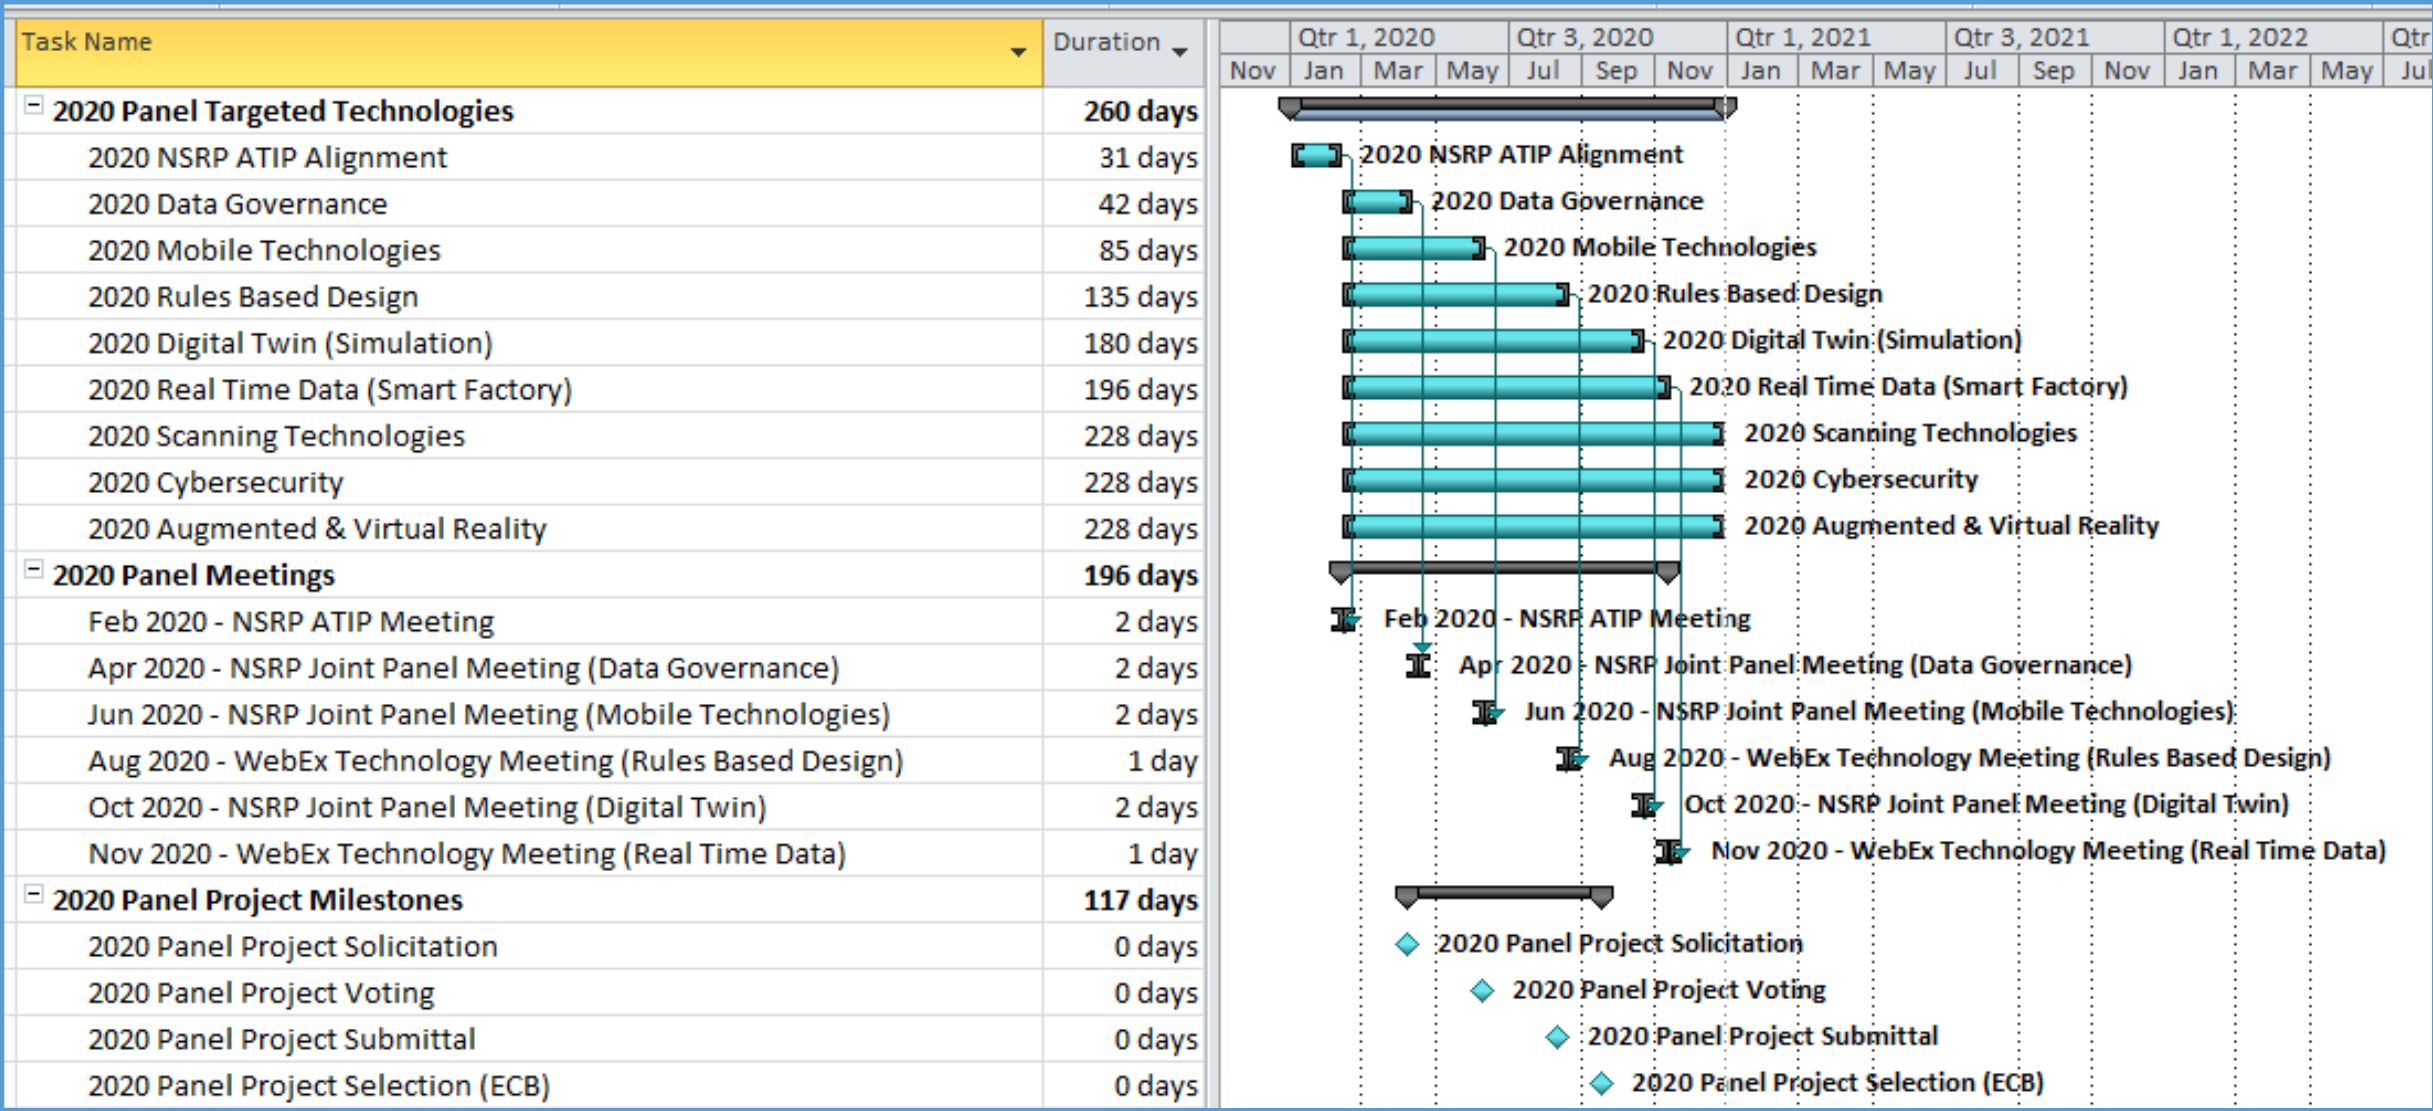 Task Name Duration Qtr 1, 2020 Qtr 3, 2020 Qtr 1, 2021 Qtr 3, 2021 Qtr 1, 2022 Qtr
Nov Jan Mar May Jul Sep Nov Jan Mar May Jul Sep Nov Jan Mar May Jul
2020 Panel Targeted Technologies 260 days
2020 NSRP ATIP Alignment 31 days 2020 NSRP ATIP Alignment
2020 Data Governance 42 days 2020 Data Governance
2020 Mobile Technologies 85 days 2020 Mobile Technologies
2020 Rules Based Design 135 days 2020 Rules Based Design
2020 Digital Twin (Simulation) 180 days 2020 Digital Twin (Simulation)
2020 Real Time Data (Smart Factory) 196 days 2020 Real Time Data (Smart Factory)
2020 Scanning Technologies 228 days 2020 Scanning Technologies
2020 Cybersecurity 228 days 2020 Cybersecurity
2020 Augmented & Virtual Reality 228 days 2020 Augmented & Virtual Reality
2020 Panel Meetings 196 days
Feb 2020 - NSRP ATIP Meeting 2 days Feb 2020 - NSRP ATIP Meeting
Apr 2020 - NSRP Joint Panel Meeting (Data Governance) 2 days Apr 2020 - NSRP Joint Panel Meeting (Data Governance)
Jun 2020 - NSRP Joint Panel Meeting (Mobile Technologies) 2 days Jun 2020 - NSRP Joint Panel Meeting (Mobile Technologies)
Aug 2020 - WebEx Technology Meeting (Rules Based Design) 1 day Aug 2020 - WebEx Technology Meeting (Rules Based Design)
Oct 2020 - NSRP Joint Panel Meeting (Digital Twin) 2 days Oct 2020 - NSRP Joint Panel Meeting (Digital Twin)
Nov 2020 - WebEx Technology Meeting (Real Time Data) 1 day Nov 2020 - WebEx Technology Meeting (Real Time Data)
2020 Panel Project Milestones 117 days
2020 Panel Project Solicitation 0 days 2020 Panel Project Solicitation
2020 Panel Project Voting 0 days 2020 Panel Project Voting
2020 Panel Project Submittal 0 days 2020 Panel Project Submittal
2020 Panel Project Selection (ECB) 0 days 2020 Panel Project Selection (ECB)